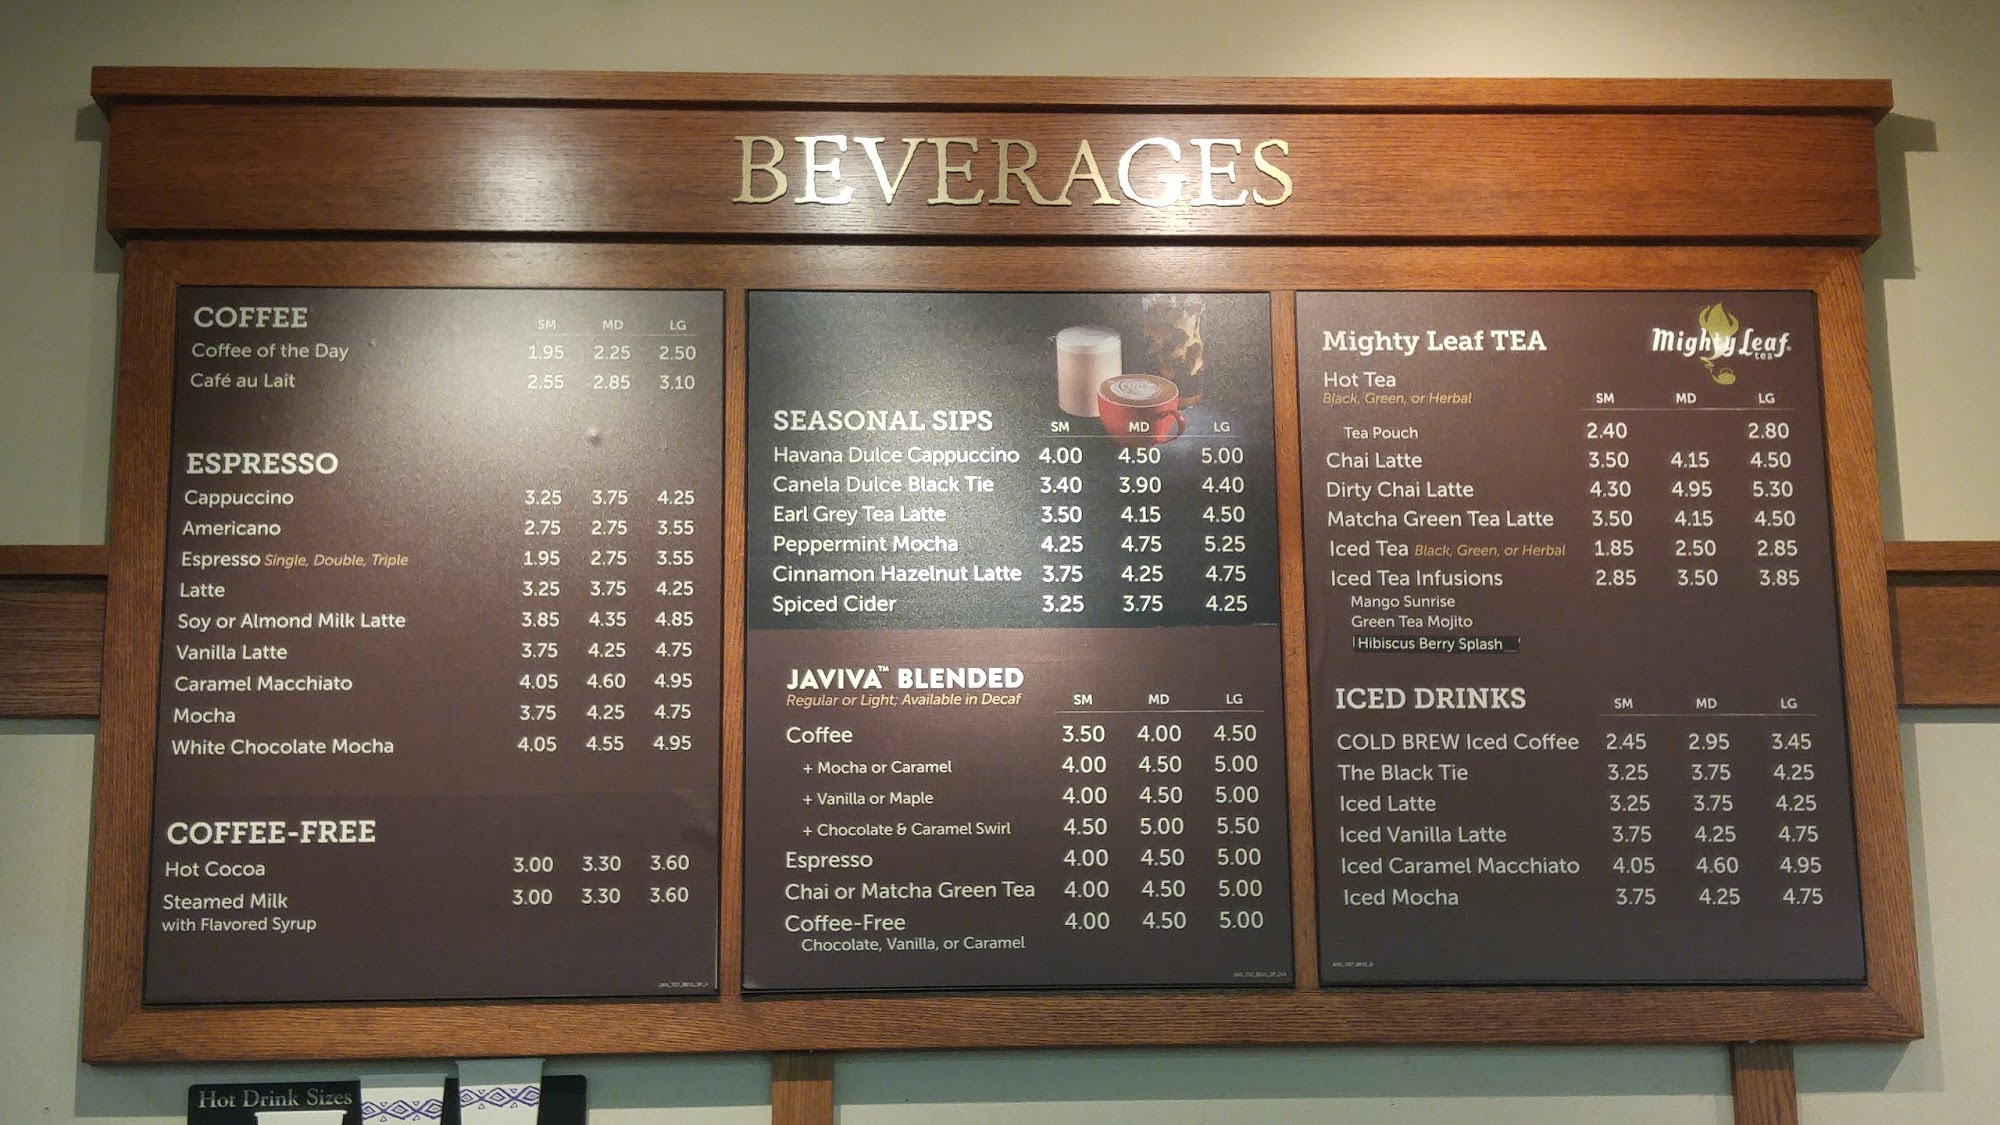 BEVERAGES
COFFEE SM MD LG
Coffee of the Day 1.95 2.25 2.50
Café au Lait 2.55 2.85 3.10
ESPRESSO
Cappuccino 3.25 3.75 4.25
Americano 2.75 2.75 3.55
Espresso Single, Double, Triple 1.95 2.75 3.55
Latte 3.25 3.75 4.25
Soy or Almond Milk Latte 3.85 4.35 4.85
Vanilla Latte 3.75 4.25 4.75
Caramel Macchiato 4.05 4.60 4.95
Mocha 3.75 4.25 4.75
White Chocolate Mocha 4.05 4.55 4.95
COFFEE-FREE
Hot Cocoa 3.00 3.30 3.60
Steamed Milk 3.00 3.30 3.60
with Flavored Syrup
SEASONAL SIPS SM MD LG
Havana Dulce Cappuccino 4.00 4.50 5.00
Canela Dulce Black Tie 3.40 3.90 4.40
Earl Grey Tea Latte 3.50 4.15 4.50
Peppermint Mocha 4.25 4.75 5.25
Cinnamon Hazelnut Latte 3.75 4.25 4.75
Spiced Cider 3.25 3.75 4.25
JAVIVA™ BLENDED
Regular or Light; Available in Decaf SM MD LG
Coffee 3.50 4.00 4.50
+ Mocha or Caramel 4.00 4.50 5.00
+ Vanilla or Maple 4.00 4.50 5.00
+ Chocolate & Caramel Swirl 4.50 5.00 5.50
Espresso 4.00 4.50 5.00
Chai or Matcha Green Tea 4.00 4.50 5.00
Coffee-Free 4.00 4.50 5.00
Chocolate, Vanilla, or Caramel
Mighty Leaf TEA
Mighty Leaf
tea
Hot Tea
Black, Green, or Herbal SM MD LG
Tea Pouch 2.40 2.80
Chai Latte 3.50 4.15 4.50
Dirty Chai Latte 4.30 4.95 5.30
Matcha Green Tea Latte 3.50 4.15 4.50
Iced Tea Black, Green, or Herbal 1.85 2.50 2.85
Iced Tea Infusions 2.85 3.50 3.85
Mango Sunrise
Green Tea Mojito
Hibiscus Berry Splash
ICED DRINKS SM MD LG
COLD BREW Iced Coffee 2.45 2.95 3.45
The Black Tie 3.25 3.75 4.25
Iced Latte 3.25 3.75 4.25
Iced Vanilla Latte 3.75 4.25 4.75
Iced Caramel Macchiato 4.05 4.60 4.95
Iced Mocha 3.75 4.25 4.75
Hot Drink Sizes